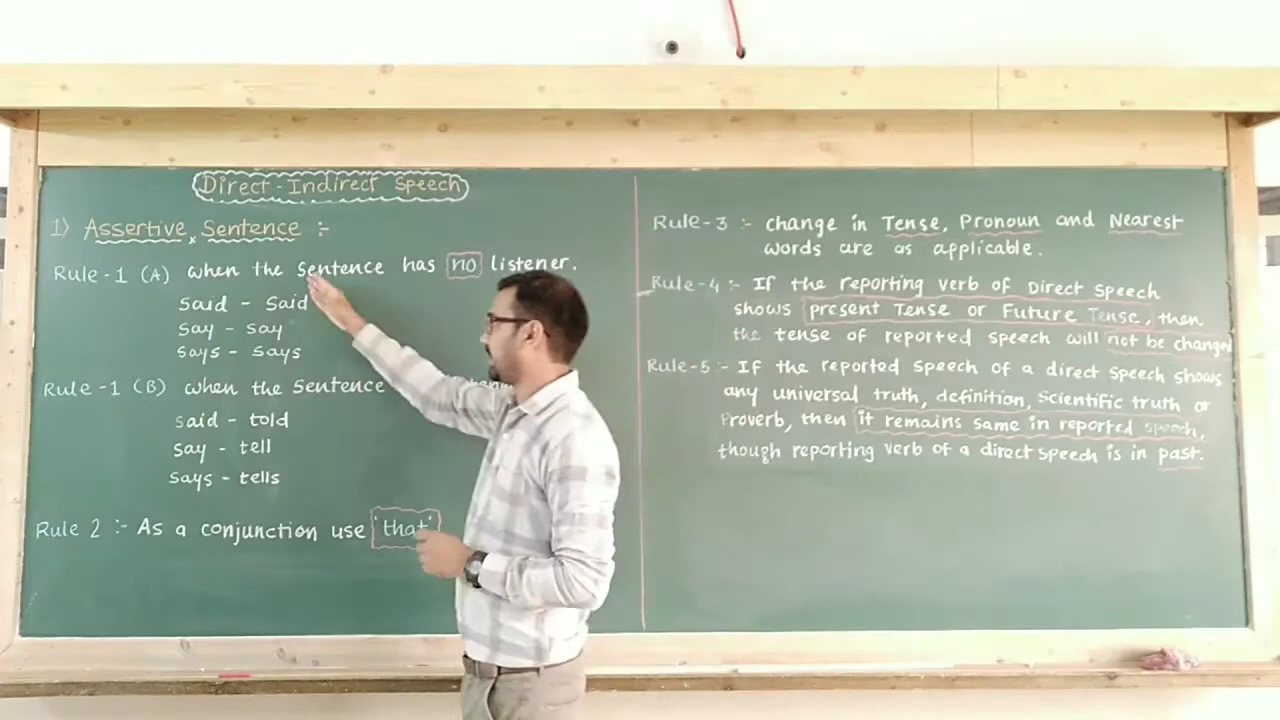 Direct-Indirect Speech
1) Assertive Sentence :-
Rule-1 (A) when the sentence has no listener.
said - said
say - say
says - says
Rule-1 (B) when the sentence
said - told
say - tell
says - tells
Rule 2 :- As a conjunction use 'that'
Rule-3 :- change in Tense, Pronoun and Nearest
words are as applicable.
Rule-4 :- If the reporting verb of Direct speech
shows present Tense or Future Tense, then
the tense of reported speech will not be changed
Rule-5 :- If the reported speech of a direct speech shows
any universal truth, definition, scientific truth or
Proverb, then it remains same in reported speech,
though reporting verb of a direct speech is in past.